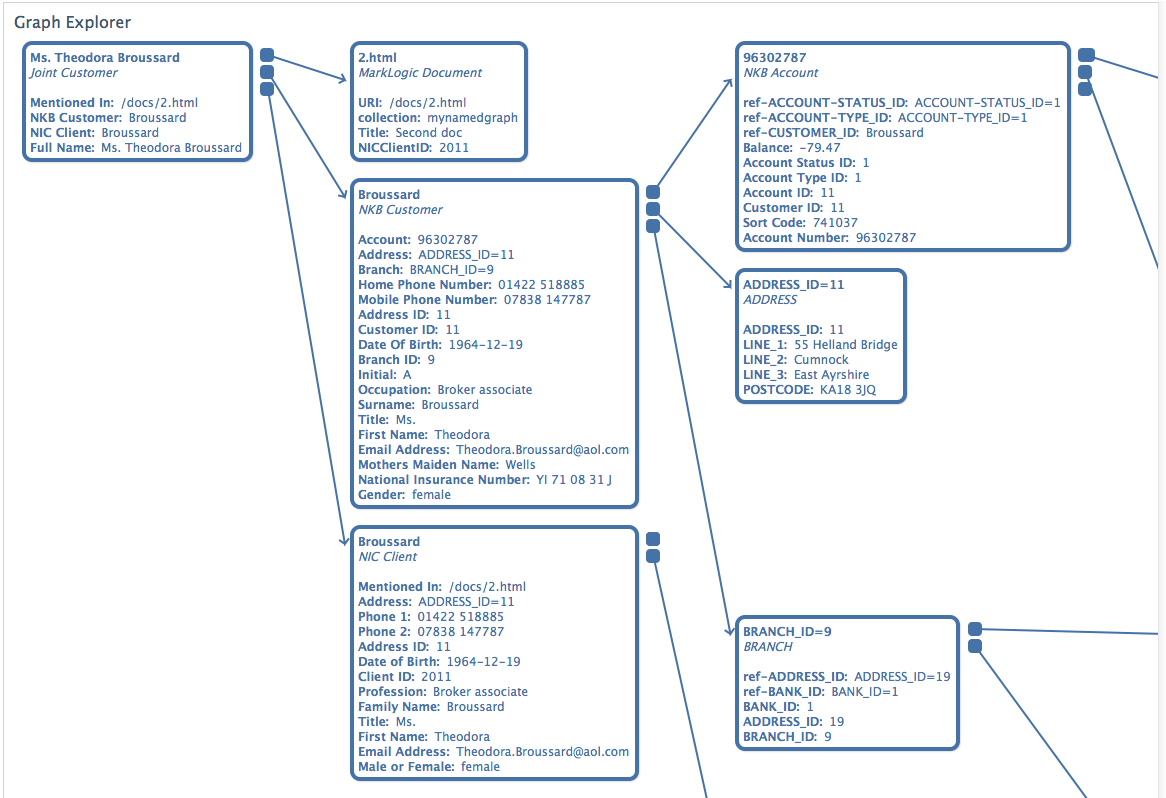 Graph Explorer
Ms. Theodora Broussard
Joint Customer
Mentioned In: /docs/2.html
NKB Customer: Broussard
NIC Client: Broussard
Full Name: Ms. Theodora Broussard
2.html
MarkLogic Document
URI: /docs/2.html
collection: mynamedgraph
Title: Second doc
NICClientID: 2011
Broussard
NKB Customer
Account: 96302787
Address: ADDRESS_ID=11
Branch: BRANCH_ID=9
Home Phone Number: 01422 518885
Mobile Phone Number: 07838 147787
Address ID: 11
Customer ID: 11
Date Of Birth: 1964-12-19
Branch ID: 9
Initial: A
Occupation: Broker associate
Surname: Broussard
Title: Ms.
First Name: Theodora
Email Address: Theodora.Broussard@aol.com
Mothers Maiden Name: Wells
National Insurance Number: YI 71 08 31 J
Gender: female
Broussard
NIC Client
Mentioned In: /docs/2.html
Address: ADDRESS_ID=11
Phone 1: 01422 518885
Phone 2: 07838 147787
Address ID: 11
Date of Birth: 1964-12-19
Client ID: 2011
Profession: Broker associate
Family Name: Broussard
Title: Ms.
First Name: Theodora
Email Address: Theodora.Broussard@aol.com
Male or Female: female
96302787
NKB Account
ref-ACCOUNT-STATUS_ID: ACCOUNT-STATUS_ID=1
ref-ACCOUNT-TYPE_ID: ACCOUNT-TYPE_ID=1
ref-CUSTOMER_ID: Broussard
Balance: -79.47
Account Status ID: 1
Account Type ID: 1
Account ID: 11
Customer ID: 11
Sort Code: 741037
Account Number: 96302787
ADDRESS_ID=11
ADDRESS
ADDRESS_ID: 11
LINE_1: 55 Helland Bridge
LINE_2: Cumnock
LINE_3: East Ayrshire
POSTCODE: KA18 3JQ
BRANCH_ID=9
BRANCH
ref-ADDRESS_ID: ADDRESS_ID=19
ref-BANK_ID: BANK_ID=1
BANK_ID: 1
ADDRESS_ID: 19
BRANCH_ID: 9